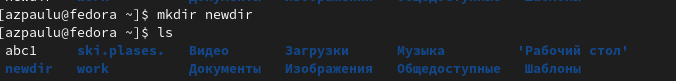 [azpaulu@fedora ~]$ mkdir newdir
[azpaulu@fedora ~]$ ls
abc1 ski.plases. Видео Загрузки Музыка 'Рабочий стол'
newdir work Документы Изображения Общедоступные Шаблоны